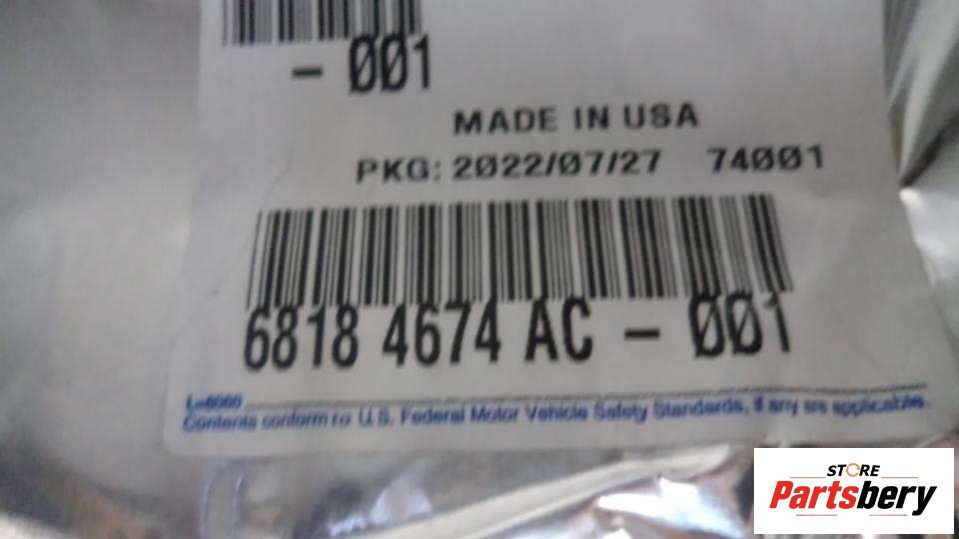 - 001
MADE IN USA
PKG: 2022/07/27 74001
6818 4674 AC - 001
Contents conform to U.S. Federal Motor Vehicle Safety Standards, if any are applicable.
STORE
Partsbery